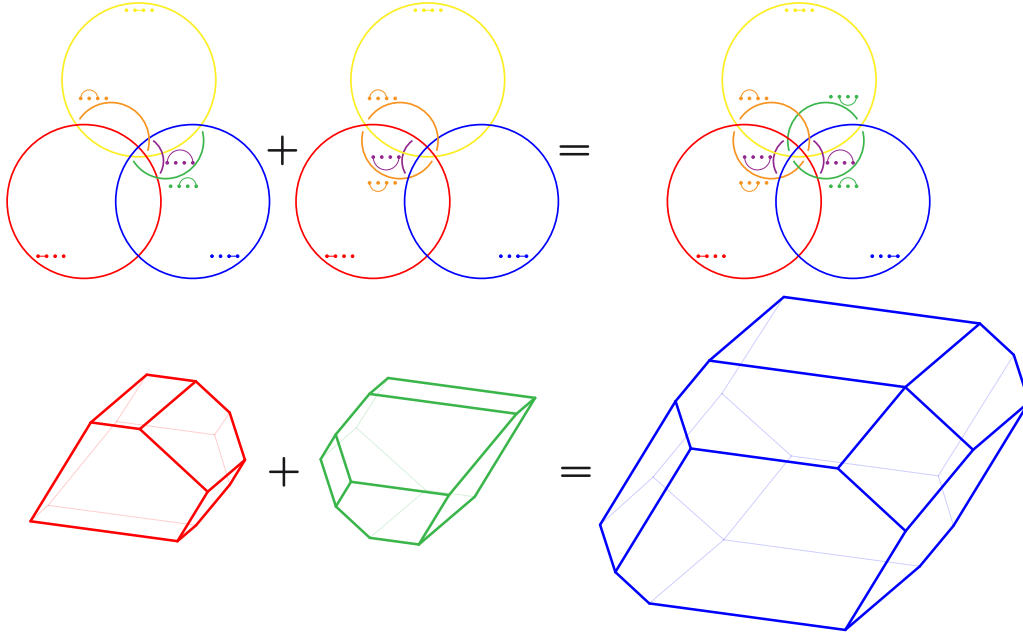 + =
+ =